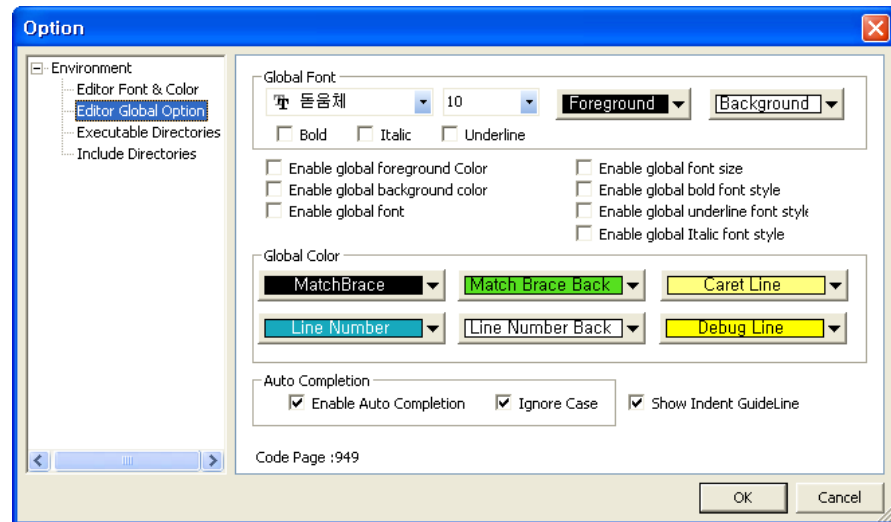 Option
Environment
Editor Font & Color
Editor Global Option
Executable Directories
Include Directories
Global Font
돋움체 10 Foreground Background
Bold Italic Underline
Enable global foreground Color Enable global font size
Enable global background color Enable global bold font style
Enable global font Enable global underline font style
Enable global Italic font style
Global Color
MatchBrace Match Brace Back Caret Line
Line Number Line Number Back Debug Line
Auto Completion
Enable Auto Completion Ignore Case Show Indent GuideLine
Code Page :949
OK Cancel